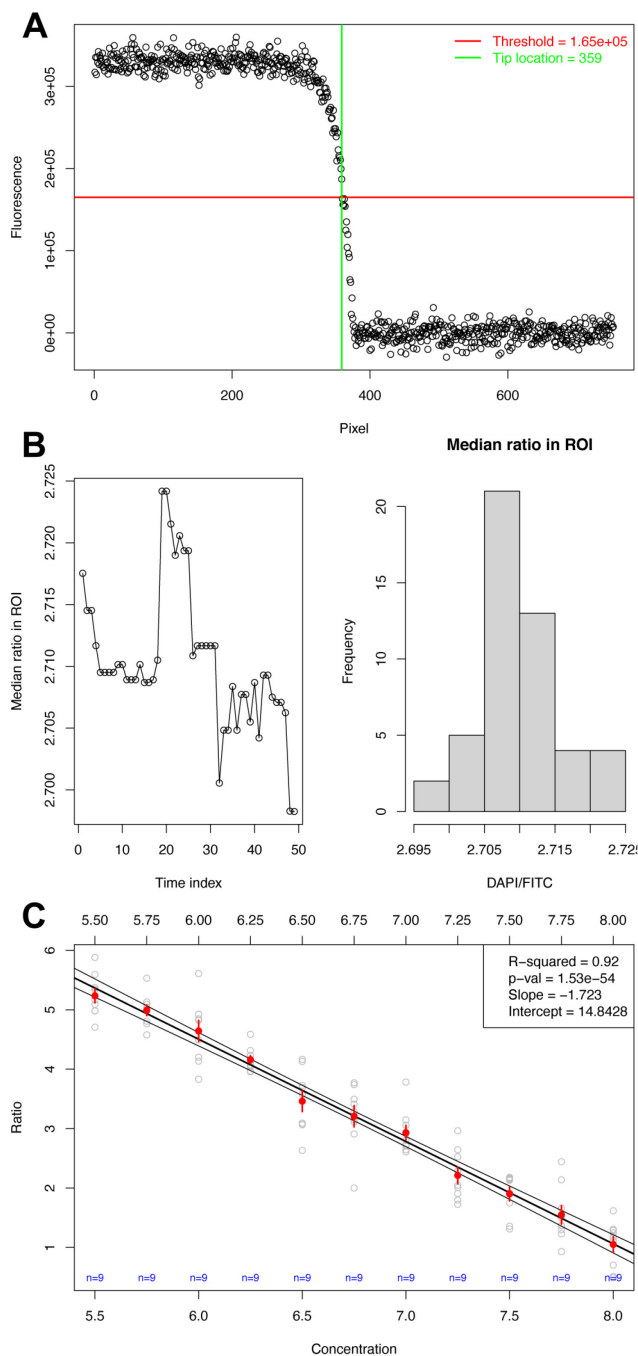 A
Threshold = 1.65e+05
Tip location = 359
Fluorescence
0e+00 1e+05 2e+05 3e+05
0 200 400 600
Pixel
B
Median ratio in ROI
2.700 2.705 2.710 2.715 2.720 2.725
0 10 20 30 40 50
Time index
Median ratio in ROI
Frequency
0 5 10 15 20
2.695 2.705 2.715 2.725
DAPI/FITC
C
5.50 5.75 6.00 6.25 6.50 6.75 7.00 7.25 7.50 7.75 8.00
R-squared = 0.92
p-val = 1.53e-54
Slope = -1.723
Intercept = 14.8428
Ratio
1 2 3 4 5 6
n=9 n=9 n=9 n=9 n=9 n=9 n=9 n=9 n=9 n=9 n=9
5.5 6.0 6.5 7.0 7.5 8.0
Concentration